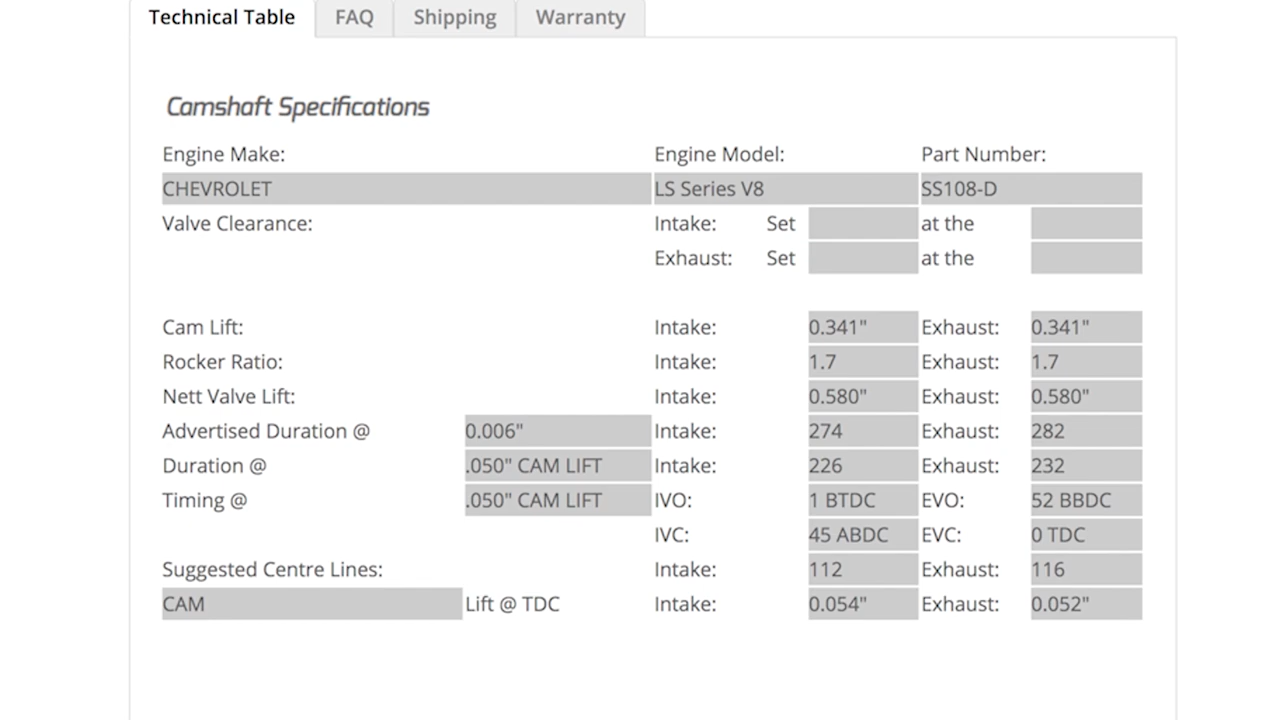 Technical Table FAQ Shipping Warranty
Camshaft Specifications
Engine Make: Engine Model: Part Number:
CHEVROLET LS Series V8 SS108-D
Valve Clearance: Intake: Set at the
Exhaust: Set at the
Cam Lift: Intake: 0.341" Exhaust: 0.341"
Rocker Ratio: Intake: 1.7 Exhaust: 1.7
Nett Valve Lift: Intake: 0.580" Exhaust: 0.580"
Advertised Duration @ 0.006" Intake: 274 Exhaust: 282
Duration @ .050" CAM LIFT Intake: 226 Exhaust: 232
Timing @ .050" CAM LIFT IVO: 1 BTDC EVO: 52 BBDC
IVC: 45 ABDC EVC: 0 TDC
Suggested Centre Lines: Intake: 112 Exhaust: 116
CAM Lift @ TDC Intake: 0.054" Exhaust: 0.052"